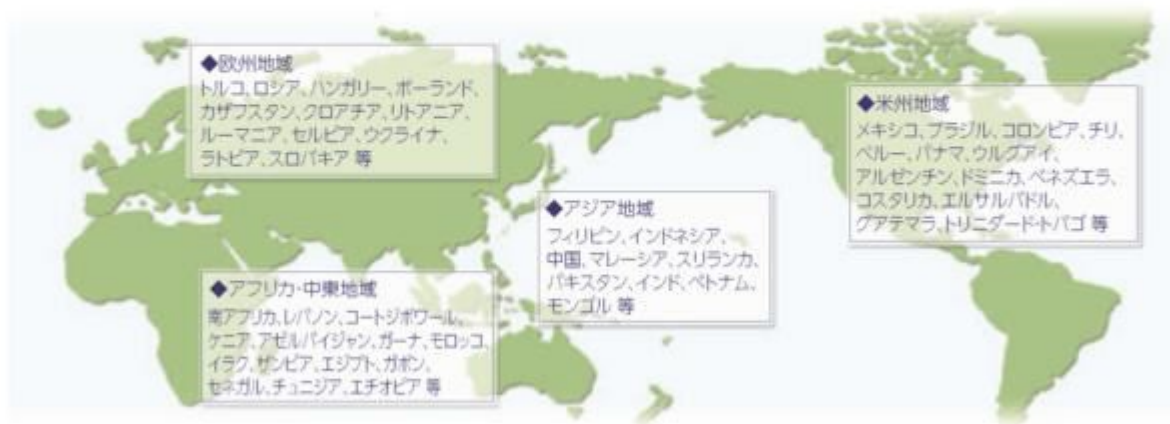 ◆欧州地域
トルコ、ロシア、ハンガリー、ポーランド、
カザフスタン、クロアチア、リトアニア、
ルーマニア、セルビア、ウクライナ、
ラトビア、スロバキア 等
◆米州地域
メキシコ、ブラジル、コロンビア、チリ、
ペルー、パナマ、ウルグアイ、
アルゼンチン、ドミニカ、ベネズエラ、
コスタリカ、エルサルバドル、
グアテマラ、トリニダード・トバゴ 等
◆アジア地域
フィリピン、インドネシア、
中国、マレーシア、スリランカ、
パキスタン、インド、ベトナム、
モンゴル 等
◆アフリカ・中東地域
南アフリカ、レバノン、コートジボワール、
ケニア、アゼルバイジャン、ガーナ、モロッコ、
イラク、ザンビア、エジプト、ガボン、
セネガル、チュニジア、エチオピア 等